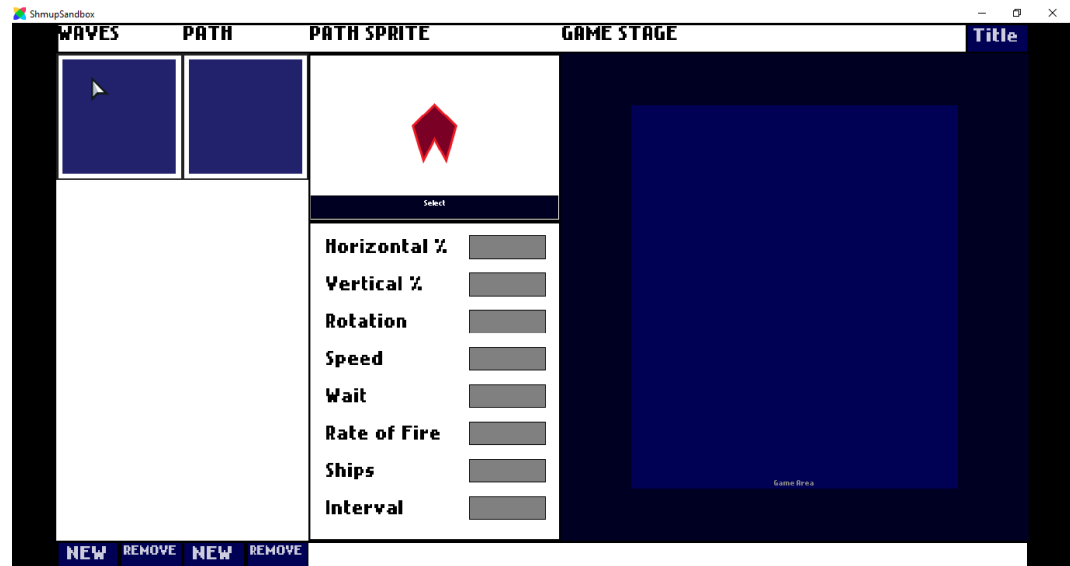 ShmupSandbox
WAVES PATH PATH SPRITE GAME STAGE Title
Select
Horizontal %
Vertical %
Rotation
Speed
Wait
Rate of Fire
Ships
Interval
Game Area
NEW REMOVE NEW REMOVE